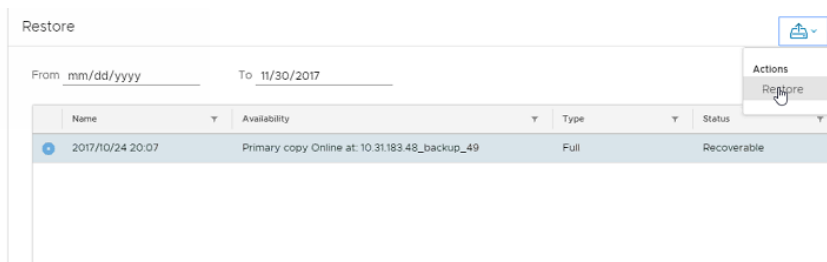 Restore
From mm/dd/yyyy To 11/30/2017
Actions
Restore
Name Availability Type Status
2017/10/24 20:07 Primary copy Online at: 10.31.183.48_backup_49 Full Recoverable